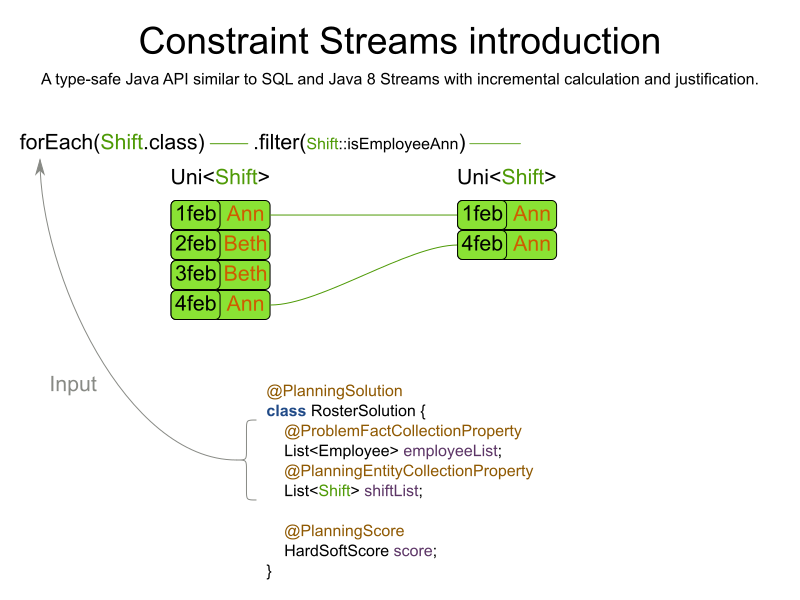 Constraint Streams introduction
A type-safe Java API similar to SQL and Java 8 Streams with incremental calculation and justification.
forEach(Shift.class) .filter(Shift::isEmployeeAnn)
Uni<Shift> Uni<Shift>
1feb Ann 1feb Ann
2feb Beth 4feb Ann
3feb Beth
4feb Ann
Input
@PlanningSolution
class RosterSolution {
@ProblemFactCollectionProperty
List<Employee> employeeList;
@PlanningEntityCollectionProperty
List<Shift> shiftList;
@PlanningScore
HardSoftScore score;
}